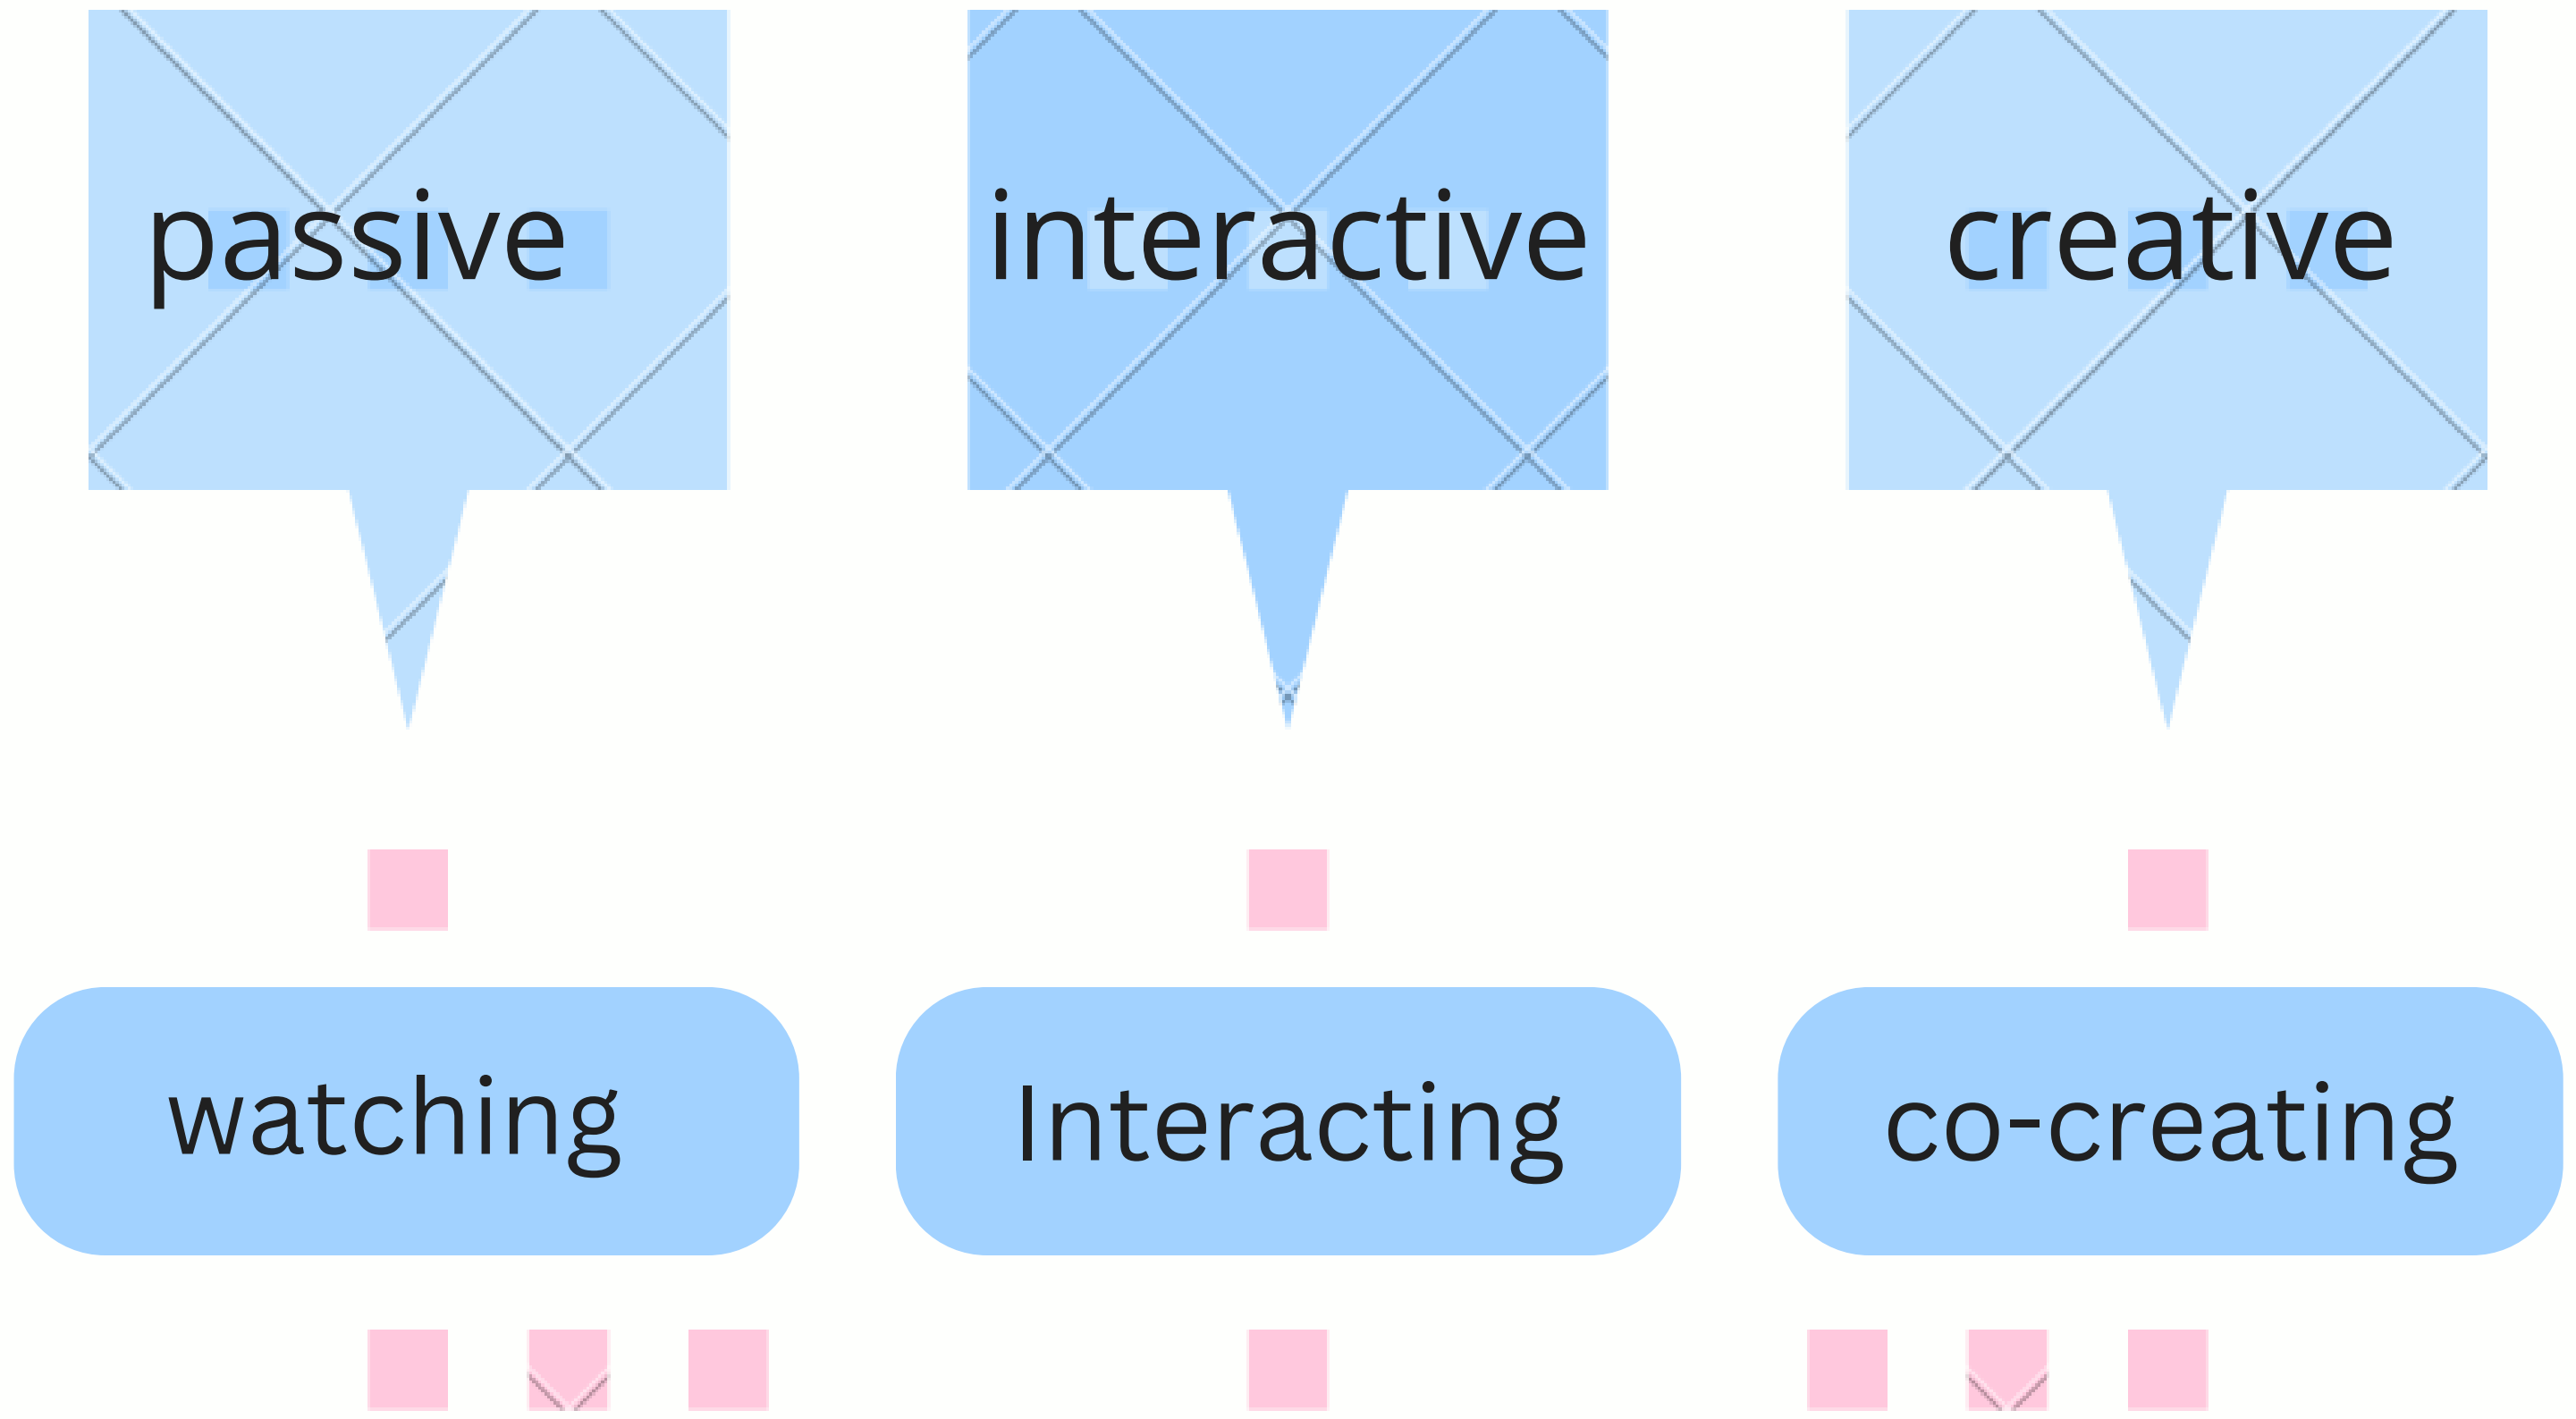 passive
interactive
creative
watching
Interacting
co-creating